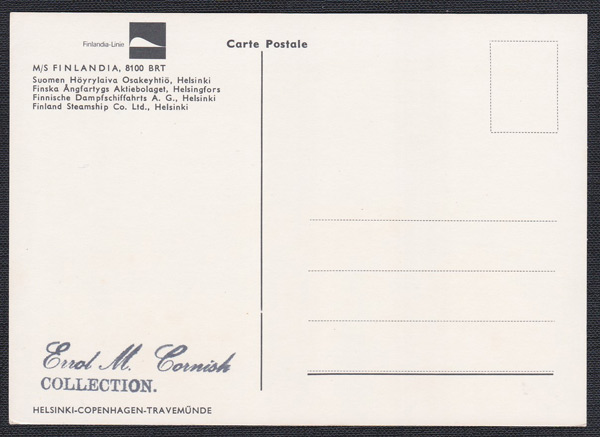 Finlandia-Linie
Carte Postale
M/S FINLANDIA, 8100 BRT
Suomen Höyrylaiva Osakeyhtiö, Helsinki
Finska Ångfartygs Aktiebolaget, Helsingfors
Finnische Dampfschiffahrts A. G., Helsinki
Finland Steamship Co. Ltd., Helsinki
Errol M. Cornish
COLLECTION.
HELSINKI-COPENHAGEN-TRAVEMÜNDE